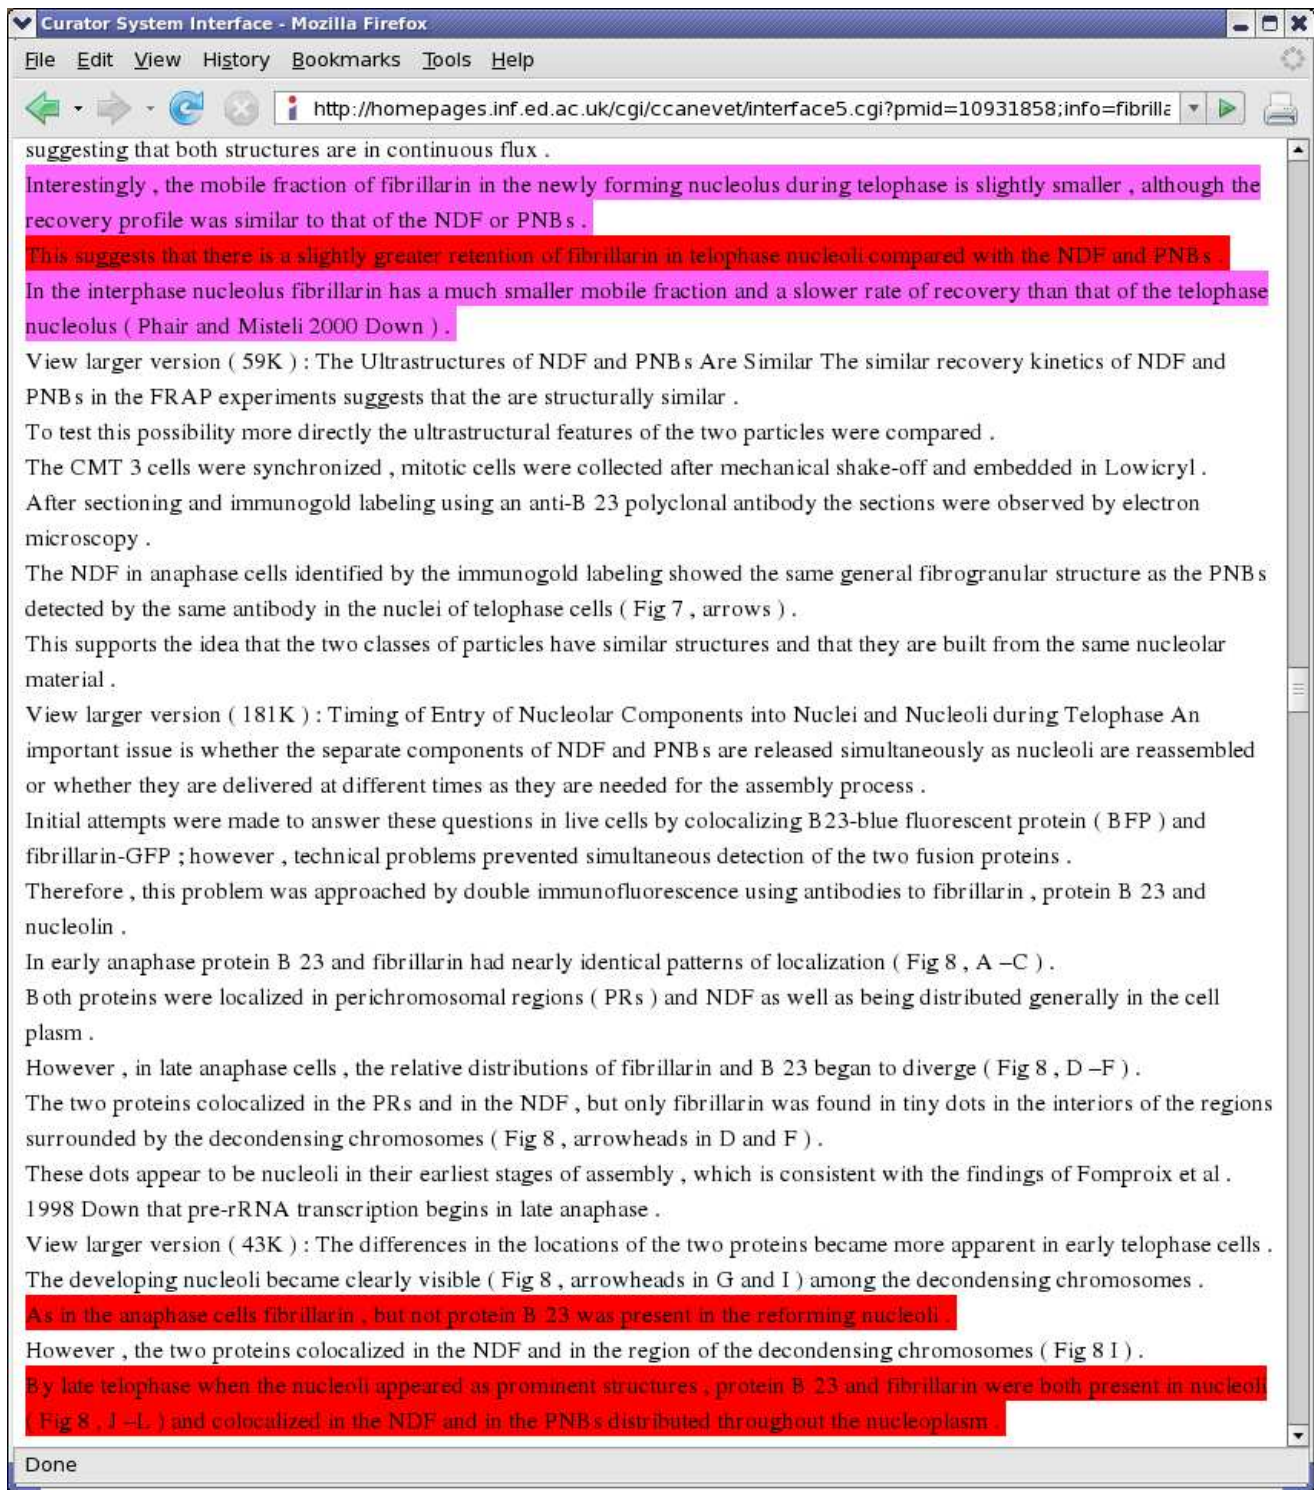 Curator System Interface - Mozilla Firefox
File Edit View History Bookmarks Tools Help
http://homepages.inf.ed.ac.uk/cgi/ccanevet/interface5.cgi?pmid=10931858;info=fibrilla
suggesting that both structures are in continuous flux .
Interestingly , the mobile fraction of fibrillarin in the newly forming nucleolus during telophase is slightly smaller , although the
recovery profile was similar to that of the NDF or PNBs .
This suggests that there is a slightly greater retention of fibrillarin in telophase nucleoli compared with the NDF and PNBs .
In the interphase nucleolus fibrillarin has a much smaller mobile fraction and a slower rate of recovery than that of the telophase
nucleolus ( Phair and Misteli 2000 Down ) .
View larger version ( 59K ) : The Ultrastructures of NDF and PNBs Are Similar The similar recovery kinetics of NDF and
PNBs in the FRAP experiments suggests that the are structurally similar .
To test this possibility more directly the ultrastructural features of the two particles were compared .
The CMT 3 cells were synchronized , mitotic cells were collected after mechanical shake-off and embedded in Lowicryl .
After sectioning and immunogold labeling using an anti-B 23 polyclonal antibody the sections were observed by electron
microscopy .
The NDF in anaphase cells identified by the immunogold labeling showed the same general fibrogranular structure as the PNBs
detected by the same antibody in the nuclei of telophase cells ( Fig 7 , arrows ) .
This supports the idea that the two classes of particles have similar structures and that they are built from the same nucleolar
material .
View larger version ( 181K ) : Timing of Entry of Nucleolar Components into Nuclei and Nucleoli during Telophase An
important issue is whether the separate components of NDF and PNBs are released simultaneously as nucleoli are reassembled
or whether they are delivered at different times as they are needed for the assembly process .
Initial attempts were made to answer these questions in live cells by colocalizing B23-blue fluorescent protein ( BFP ) and
fibrillarin-GFP ; however , technical problems prevented simultaneous detection of the two fusion proteins .
Therefore , this problem was approached by double immunofluorescence using antibodies to fibrillarin , protein B 23 and
nucleolin .
In early anaphase protein B 23 and fibrillarin had nearly identical patterns of localization ( Fig 8 , A –C ) .
Both proteins were localized in perichromosomal regions ( PRs ) and NDF as well as being distributed generally in the cell
plasm .
However , in late anaphase cells , the relative distributions of fibrillarin and B 23 began to diverge ( Fig 8 , D –F ) .
The two proteins colocalized in the PRs and in the NDF , but only fibrillarin was found in tiny dots in the interiors of the regions
surrounded by the decondensing chromosomes ( Fig 8 , arrowheads in D and F ) .
These dots appear to be nucleoli in their earliest stages of assembly , which is consistent with the findings of Fomproix et al .
1998 Down that pre-rRNA transcription begins in late anaphase .
View larger version ( 43K ) : The differences in the locations of the two proteins became more apparent in early telophase cells .
The developing nucleoli became clearly visible ( Fig 8 , arrowheads in G and I ) among the decondensing chromosomes .
As in the anaphase cells fibrillarin , but not protein B 23 was present in the reforming nucleoli .
However , the two proteins colocalized in the NDF and in the region of the decondensing chromosomes ( Fig 8 I ) .
By late telophase when the nucleoli appeared as prominent structures , protein B 23 and fibrillarin were both present in nucleoli
( Fig 8 , J –L ) and colocalized in the NDF and in the PNBs distributed throughout the nucleoplasm .
Done